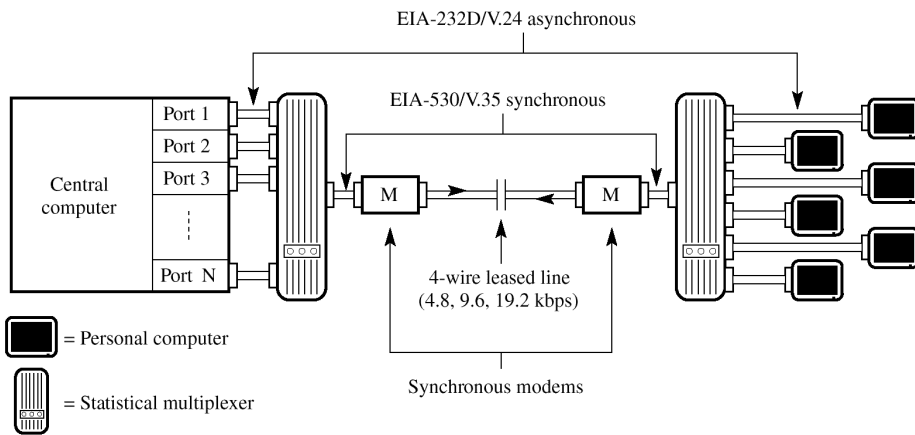 EIA-232D/V.24 asynchronous
EIA-530/V.35 synchronous
Central
computer
Port 1
Port 2
Port 3
Port N
M
M
4-wire leased line
(4.8, 9.6, 19.2 kbps)
Synchronous modems
= Personal computer
= Statistical multiplexer